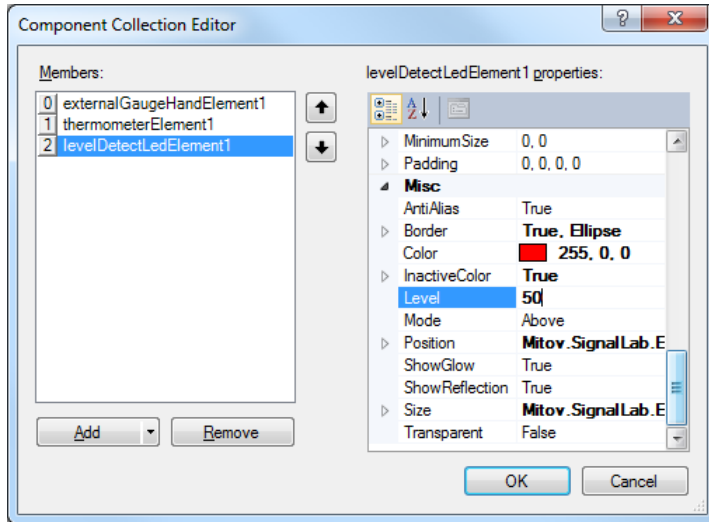 Component Collection Editor
Members:
0 externalGaugeHandElement1
1 thermometerElement1
2 levelDetectLedElement1
Add
Remove
levelDetectLedElement1 properties:
MinimumSize 0, 0
Padding 0, 0, 0, 0
Misc
AntiAlias True
Border True, Ellipse
Color 255, 0, 0
InactiveColor True
Level 50
Mode Above
Position Mitov.SignalLab.E
ShowGlow True
ShowReflection True
Size Mitov.SignalLab.E
Transparent False
OK
Cancel